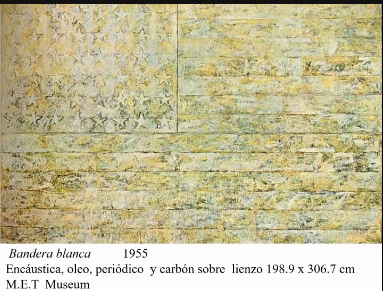 Bandera blanca 1955
Encáustica, oleo, periódico y carbón sobre lienzo 198.9 x 306.7 cm
M.E.T Museum